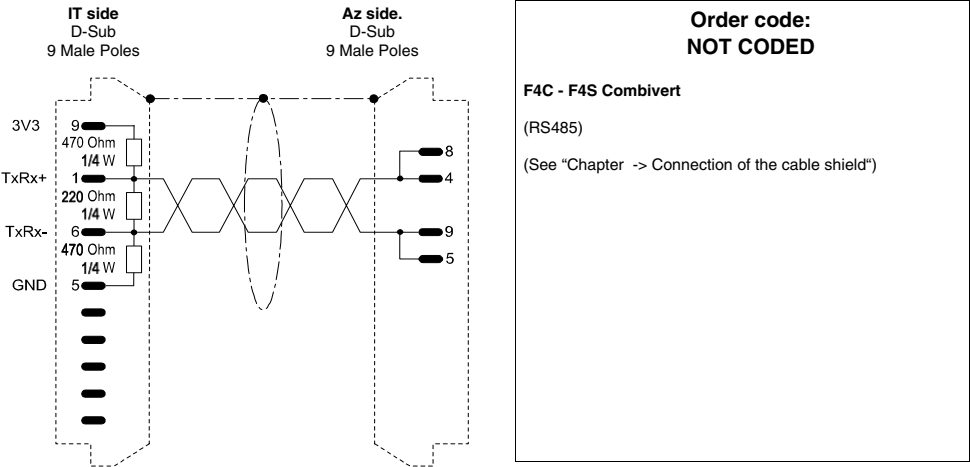 IT side
D-Sub
9 Male Poles
Az side.
D-Sub
9 Male Poles
3V3 9
470 Ohm
1/4 W
TxRx+ 1
220 Ohm
1/4 W
TxRx- 6
470 Ohm
1/4 W
GND 5
8
4
9
5
Order code:
NOT CODED
F4C - F4S Combivert
(RS485)
(See “Chapter -> Connection of the cable shield“)